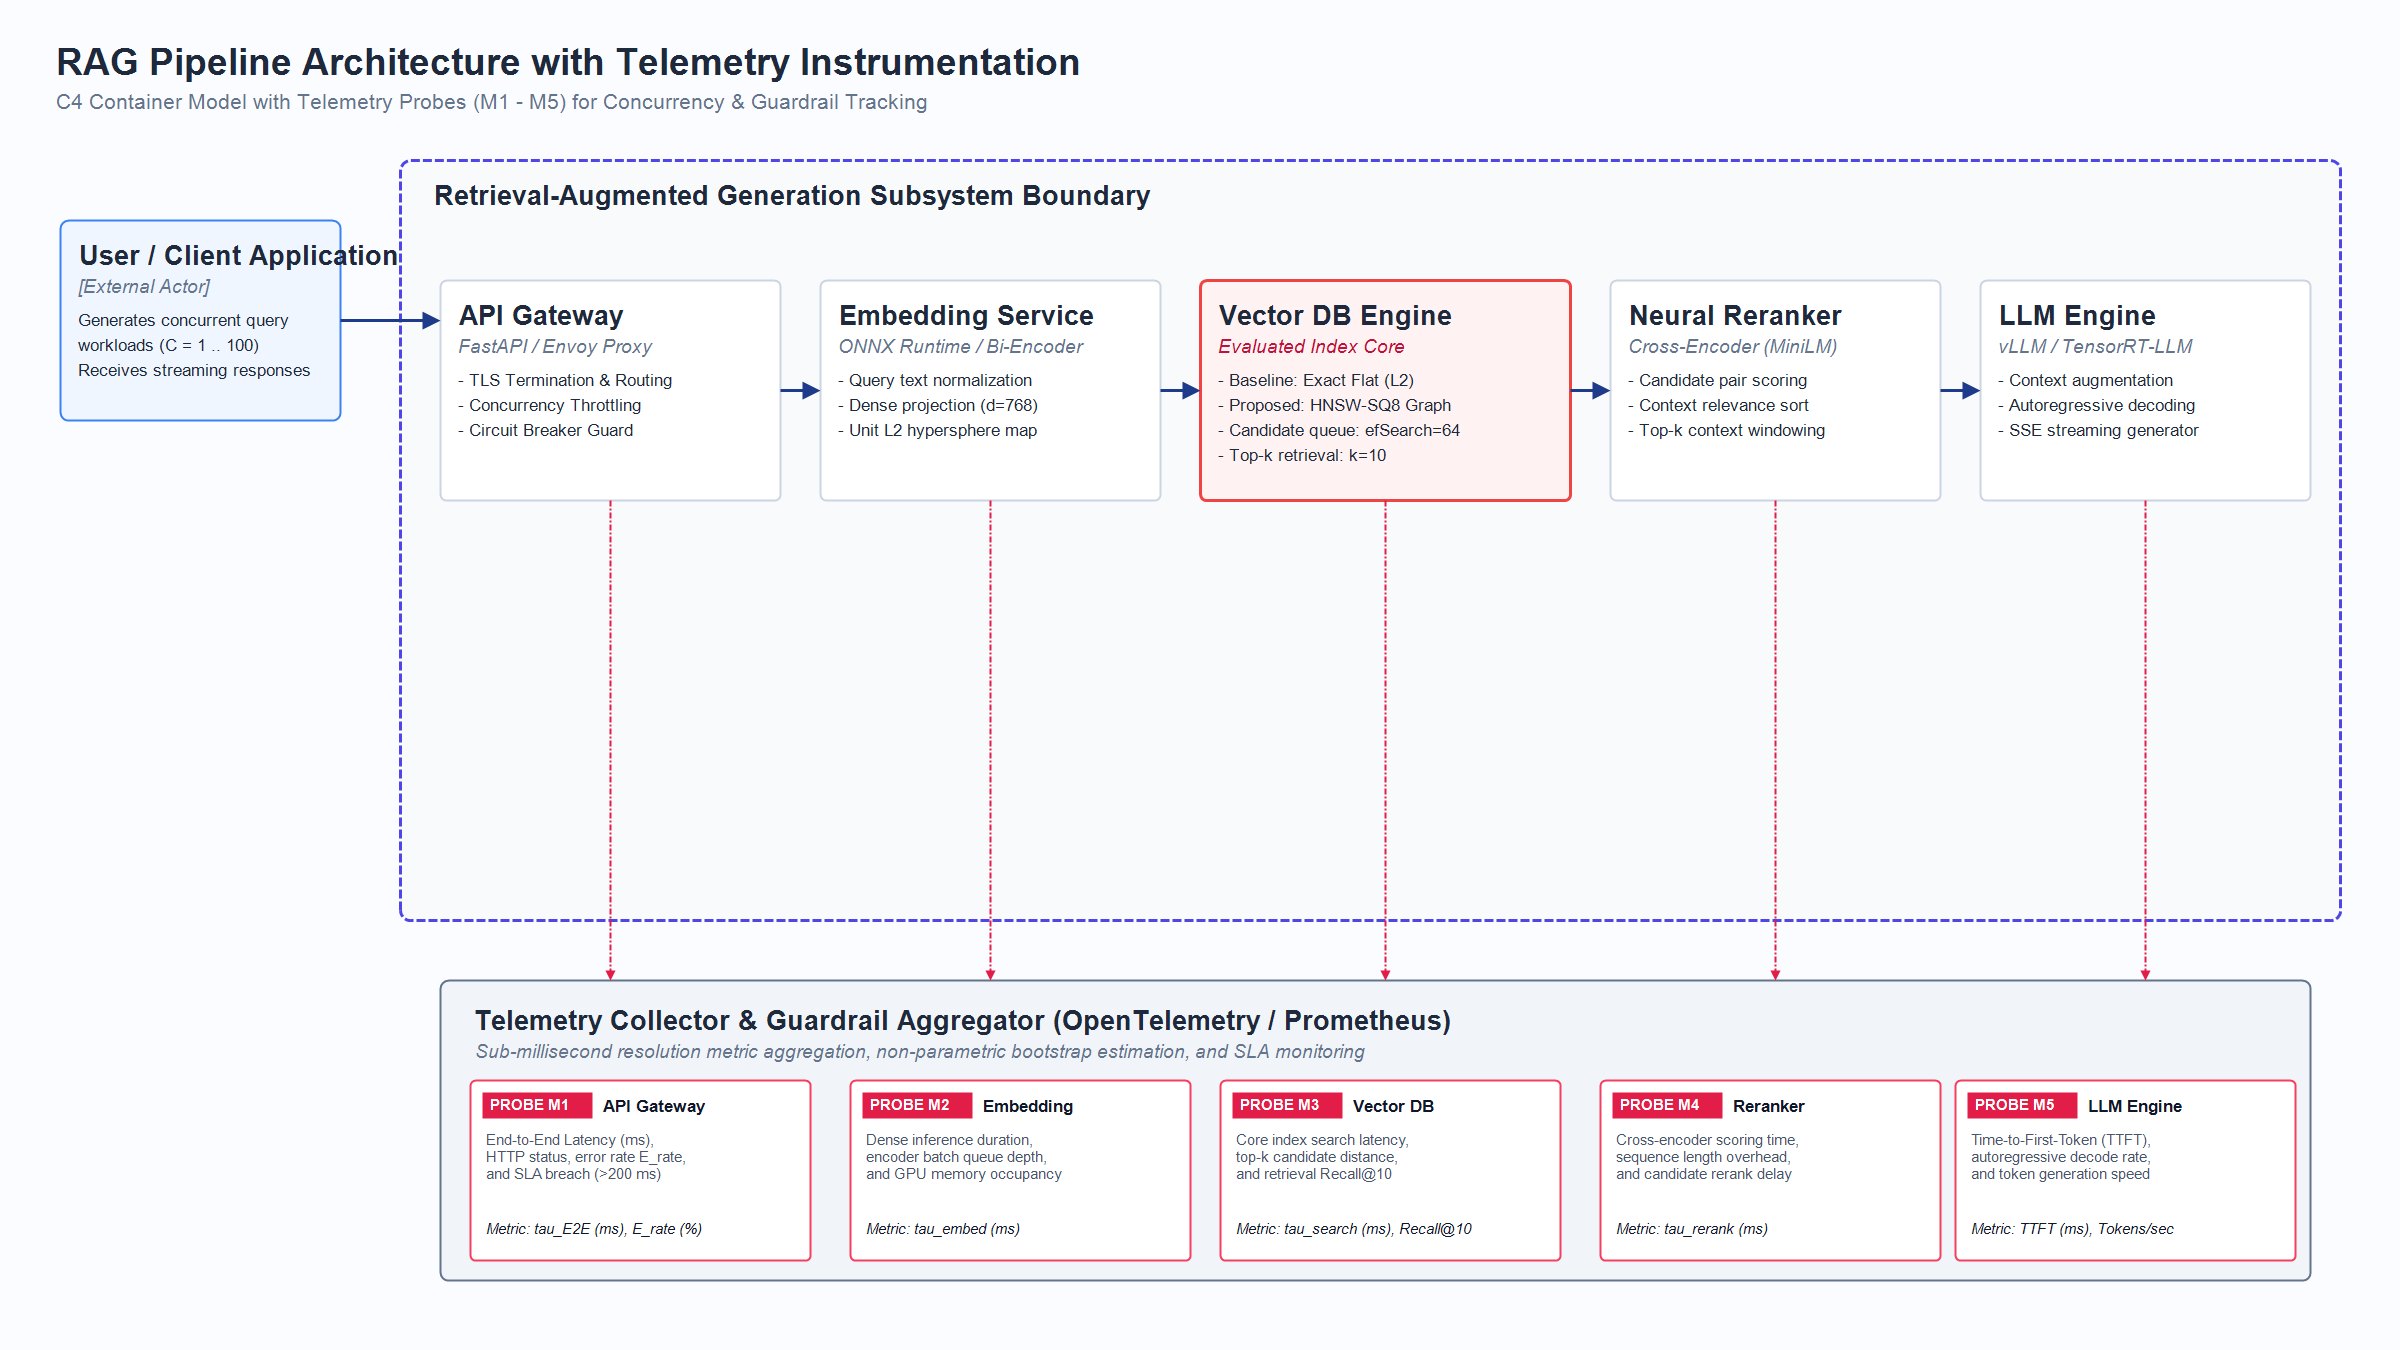 RAG Pipeline Architecture with Telemetry Instrumentation
C4 Container Model with Telemetry Probes (M1 - M5) for Concurrency & Guardrail Tracking
Retrieval-Augmented Generation Subsystem Boundary
User / Client Application
[External Actor]
Generates concurrent query
workloads (C = 1 .. 100)
Receives streaming responses
API Gateway
FastAPI / Envoy Proxy
- TLS Termination & Routing
- Concurrency Throttling
- Circuit Breaker Guard
Embedding Service
ONNX Runtime / Bi-Encoder
- Query text normalization
- Dense projection (d=768)
- Unit L2 hypersphere map
Vector DB Engine
Evaluated Index Core
- Baseline: Exact Flat (L2)
- Proposed: HNSW-SQ8 Graph
- Candidate queue: efSearch=64
- Top-k retrieval: k=10
Neural Reranker
Cross-Encoder (MiniLM)
- Candidate pair scoring
- Context relevance sort
- Top-k context windowing
LLM Engine
vLLM / TensorRT-LLM
- Context augmentation
- Autoregressive decoding
- SSE streaming generator
Telemetry Collector & Guardrail Aggregator (OpenTelemetry / Prometheus)
Sub-millisecond resolution metric aggregation, non-parametric bootstrap estimation, and SLA monitoring
PROBE M1 API Gateway
End-to-End Latency (ms),
HTTP status, error rate E_rate,
and SLA breach (>200 ms)
Metric: tau_E2E (ms), E_rate (%)
PROBE M2 Embedding
Dense inference duration,
encoder batch queue depth,
and GPU memory occupancy
Metric: tau_embed (ms)
PROBE M3 Vector DB
Core index search latency,
top-k candidate distance,
and retrieval Recall@10
Metric: tau_search (ms), Recall@10
PROBE M4 Reranker
Cross-encoder scoring time,
sequence length overhead,
and candidate rerank delay
Metric: tau_rerank (ms)
PROBE M5 LLM Engine
Time-to-First-Token (TTFT),
autoregressive decode rate,
and token generation speed
Metric: TTFT (ms), Tokens/sec